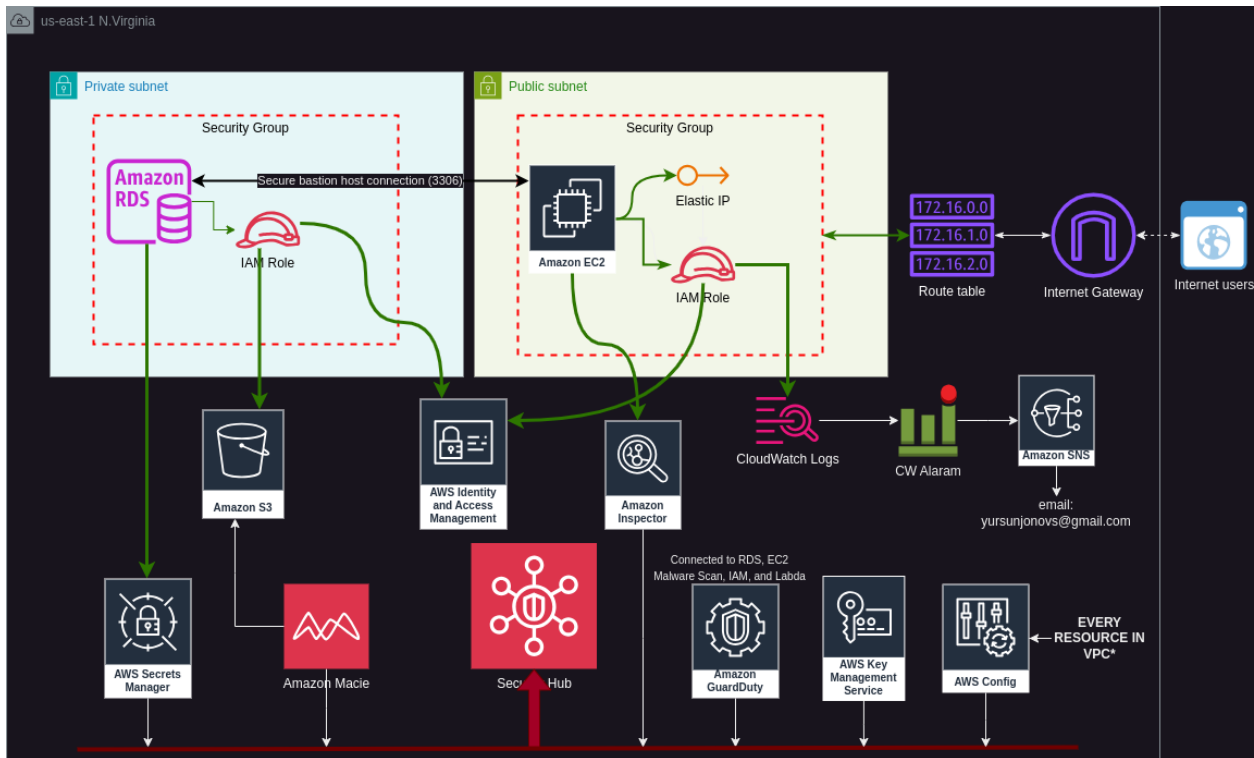 us-east-1 N.Virginia
Private subnet
Public subnet
Security Group
Security Group
Amazon
RDS
Secure bastion host connection (3306)
IAM Role
Amazon EC2
Elastic IP
IAM Role
172.16.0.0
172.16.1.0
172.16.2.0
Route table
Internet Gateway
Internet users
Amazon S3
AWS Identity
and Access
Management
Amazon
Inspector
CloudWatch Logs
CW Alaram
Amazon SNS
email:
yursunjonovs@gmail.com
AWS Secrets
Manager
Amazon Macie
Security Hub
Connected to RDS, EC2
Malware Scan, IAM, and Labda
Amazon
GuardDuty
AWS Key
Management
Service
AWS Config
EVERY
RESOURCE IN
VPC*